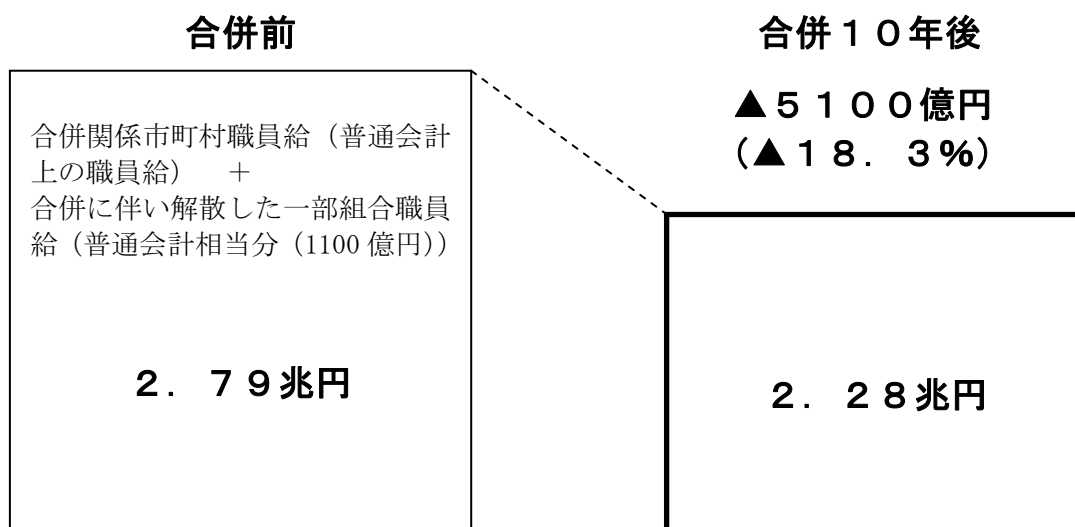 合併前
合併１０年後
▲５１００億円
（▲１８．３％）
合併関係市町村職員給（普通会計
上の職員給）　＋
合併に伴い解散した一部組合職員
給（普通会計相当分（1100 億円））
２．７９兆円
２．２８兆円